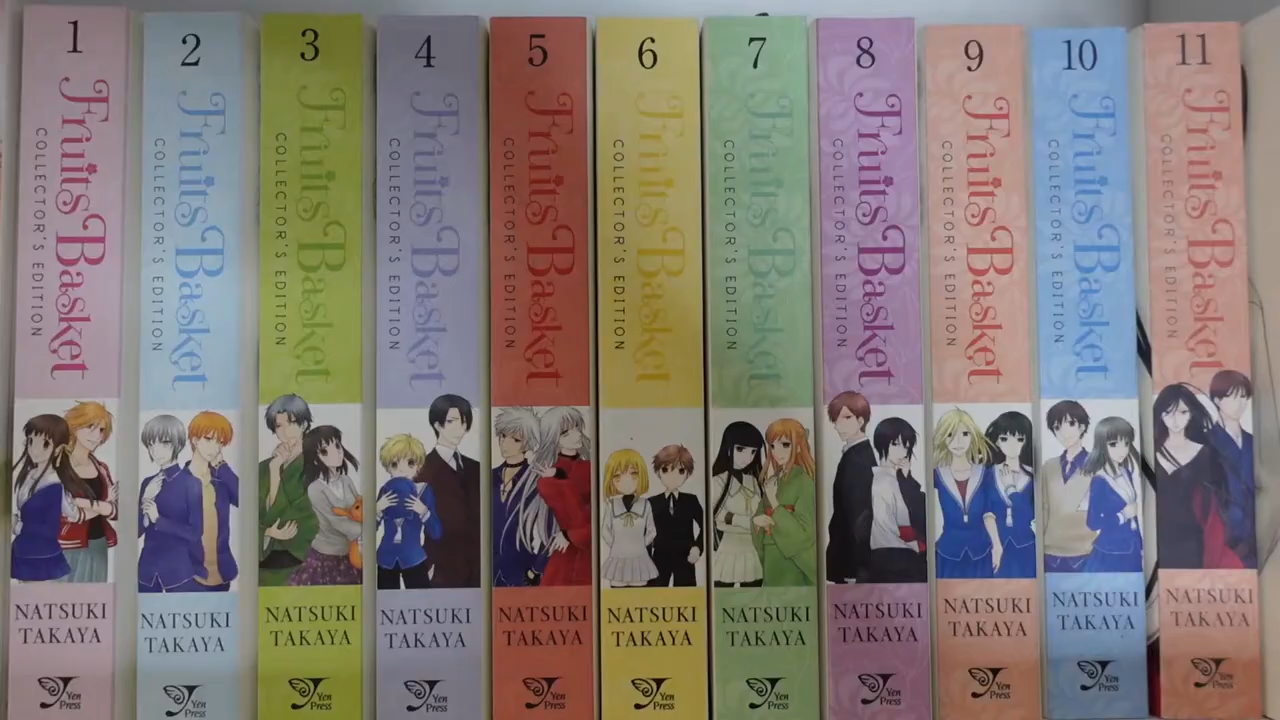 1
Fruits Basket
COLLECTOR'S EDITION
NATSUKI
TAKAYA
Yen
Press
2
Fruits Basket
COLLECTOR'S EDITION
NATSUKI
TAKAYA
Yen
Press
3
Fruits Basket
COLLECTOR'S EDITION
NATSUKI
TAKAYA
Yen
Press
4
Fruits Basket
COLLECTOR'S EDITION
NATSUKI
TAKAYA
Yen
Press
5
Fruits Basket
COLLECTOR'S EDITION
NATSUKI
TAKAYA
Yen
Press
6
Fruits Basket
COLLECTOR'S EDITION
NATSUKI
TAKAYA
Yen
Press
7
Fruits Basket
COLLECTOR'S EDITION
NATSUKI
TAKAYA
Yen
Press
8
Fruits Basket
COLLECTOR'S EDITION
NATSUKI
TAKAYA
Yen
Press
9
Fruits Basket
COLLECTOR'S EDITION
NATSUKI
TAKAYA
Yen
Press
10
Fruits Basket
COLLECTOR'S EDITION
NATSUKI
TAKAYA
Yen
Press
11
Fruits Basket
COLLECTOR'S EDITION
NATSUKI
TAKAYA
Yen
Press